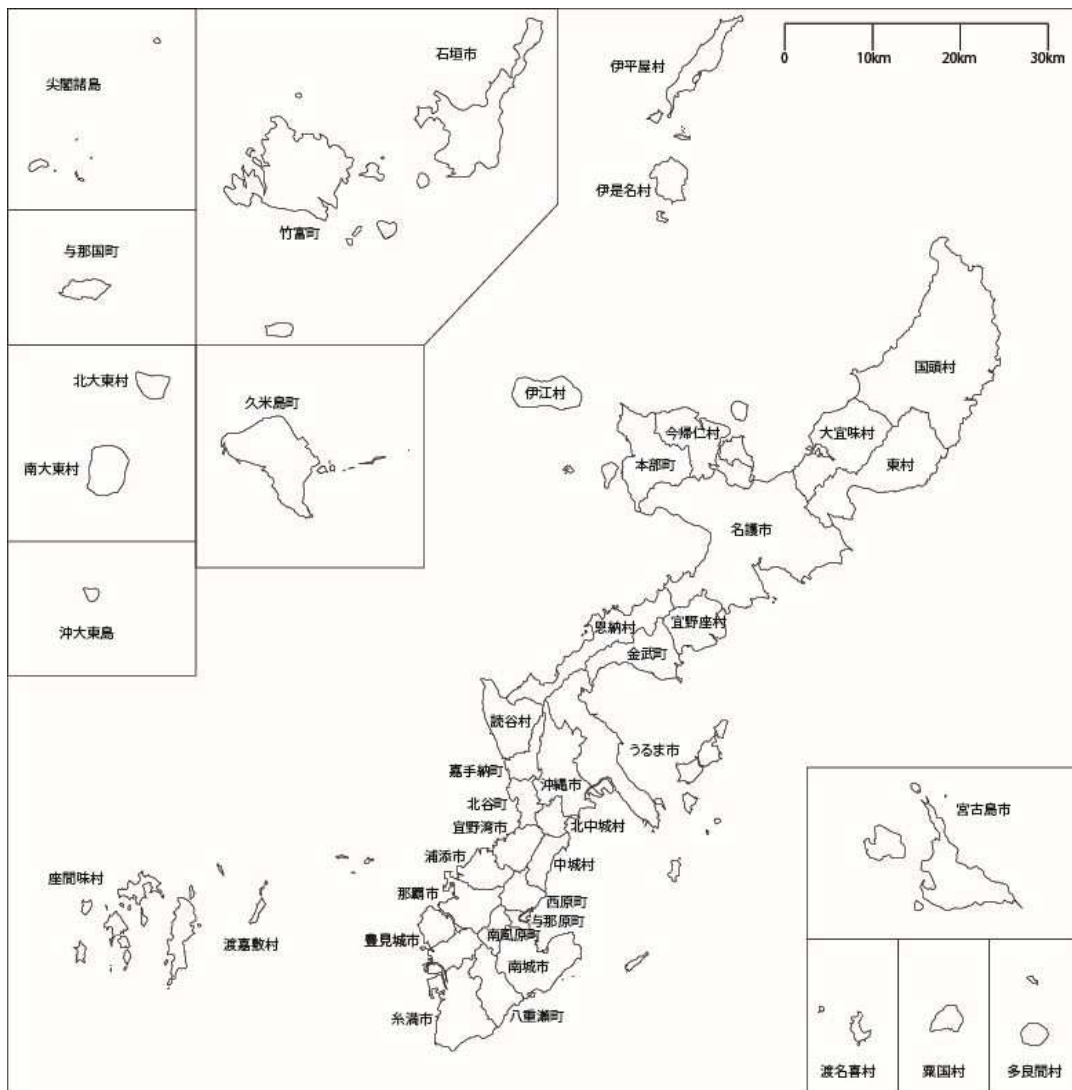 尖閣諸島
石垣市
竹富町
与那国町
北大東村
南大東村
久米島町
沖大東島
伊平屋村
伊是名村
0 10km 20km 30km
伊江村
国頭村
今帰仁村
大宜味村
本部町
東村
名護市
恩納村
宜野座村
金武町
読谷村
うるま市
嘉手納町
沖縄市
北谷町
宜野湾市
北中城村
浦添市
中城村
那覇市
西原町
与那原町
豊見城市
南風原町
南城市
糸満市
八重瀬町
座間味村
渡嘉敷村
宮古島市
渡名喜村
粟国村
多良間村